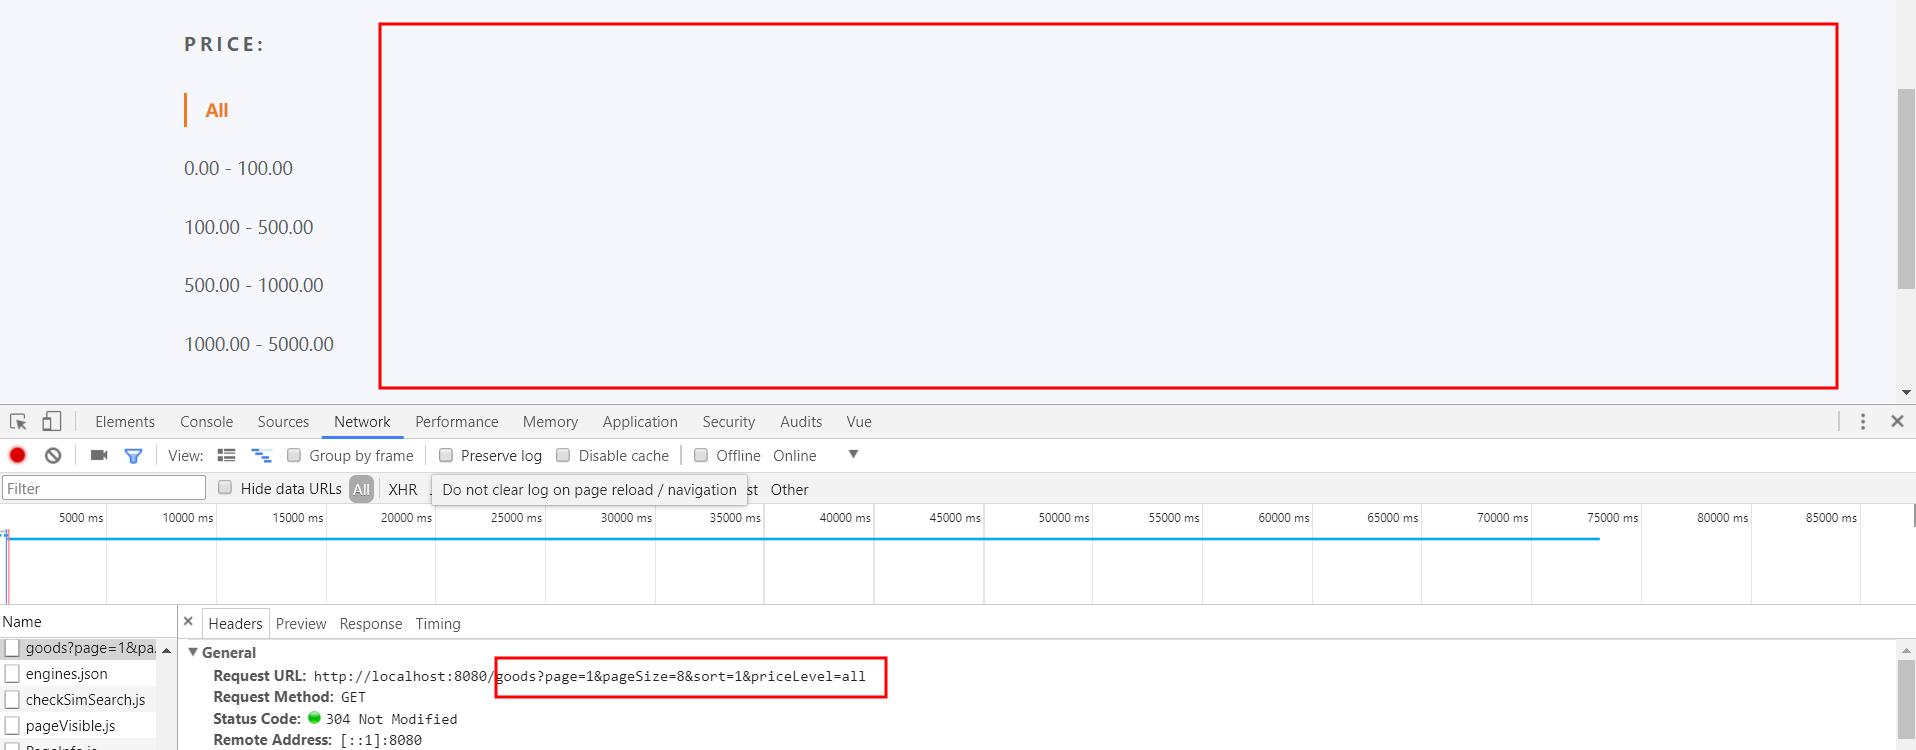 PRICE:
All
0.00 - 100.00
100.00 - 500.00
500.00 - 1000.00
1000.00 - 5000.00
Elements Console Sources Network Performance Memory Application Security Audits Vue
View: Group by frame Preserve log Disable cache Offline Online
Filter Hide data URLs All XHR Do not clear log on page reload / navigation st Other
5000 ms 10000 ms 15000 ms 20000 ms 25000 ms 30000 ms 35000 ms 40000 ms 45000 ms 50000 ms 55000 ms 60000 ms 65000 ms 70000 ms 75000 ms 80000 ms 85000 ms
Name Headers Preview Response Timing
goods?page=1&pa.
General
engines.json
Request URL: http://localhost:8080/goods?page=1&pageSize=8&sort=1&priceLevel=all
checkSimSearch.js
Request Method: GET
pageVisible.js
Status Code: 304 Not Modified
Remote Address: [::1]:8080